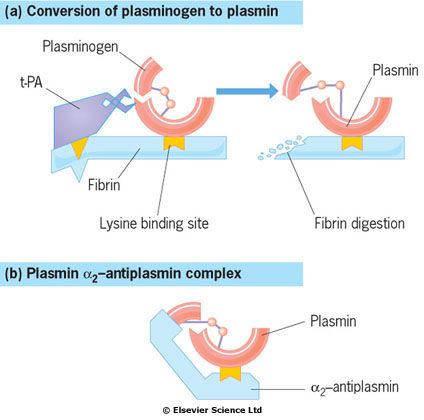 (a) Conversion of plasminogen to plasmin
Plasminogen
t-PA
Plasmin
Fibrin
Lysine binding site
Fibrin digestion
(b) Plasmin α₂–antiplasmin complex
Plasmin
α₂–antiplasmin
© Elsevier Science Ltd